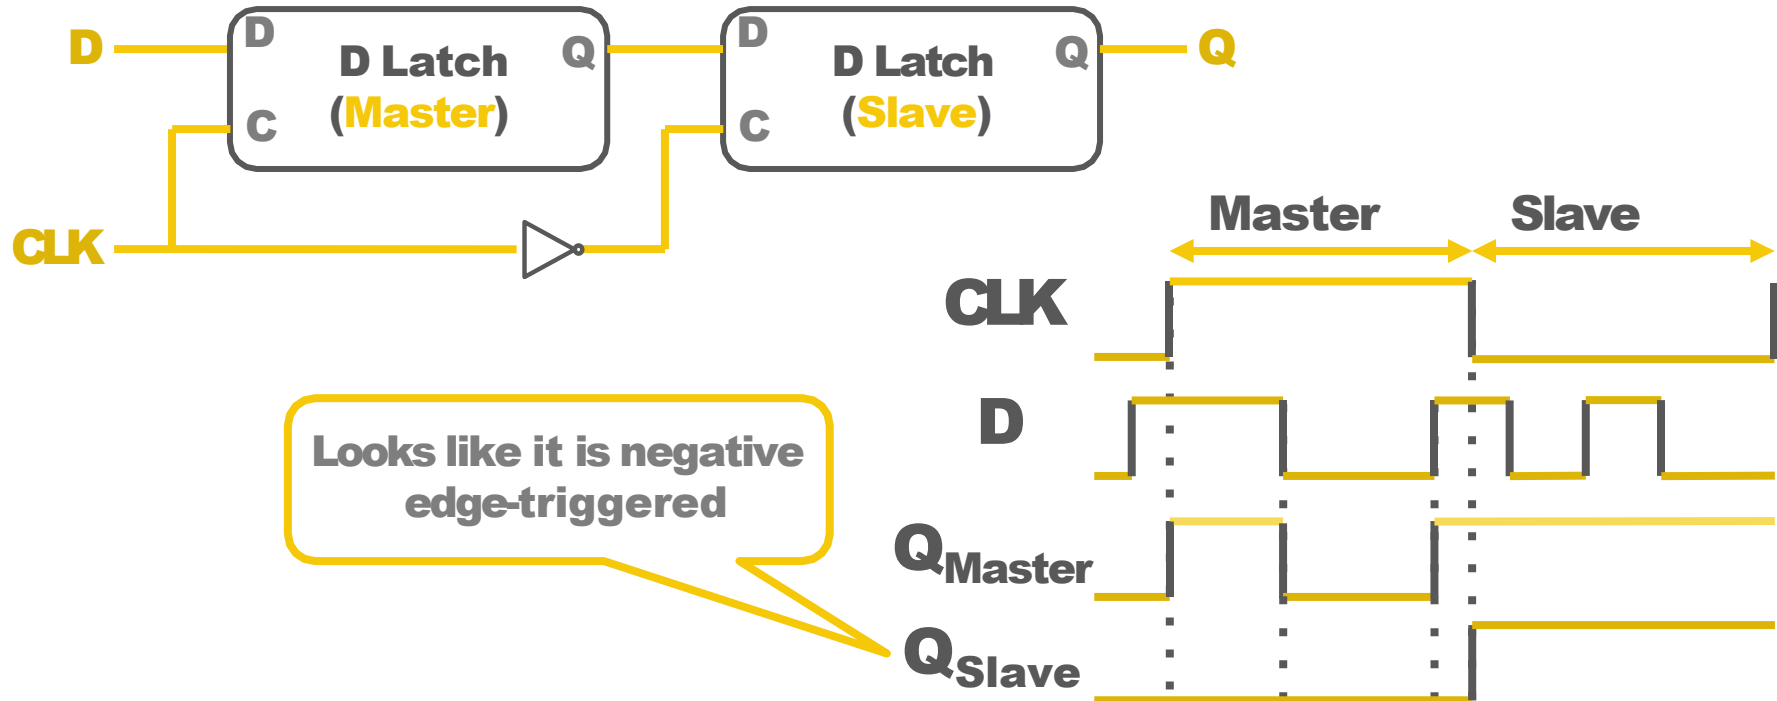 D
D
D Latch
(Master)
Q
C
D
D Latch
(Slave)
Q
C
Q
CLK
Master
Slave
CLK
D
Looks like it is negative
edge-triggered
QMaster
QSlave